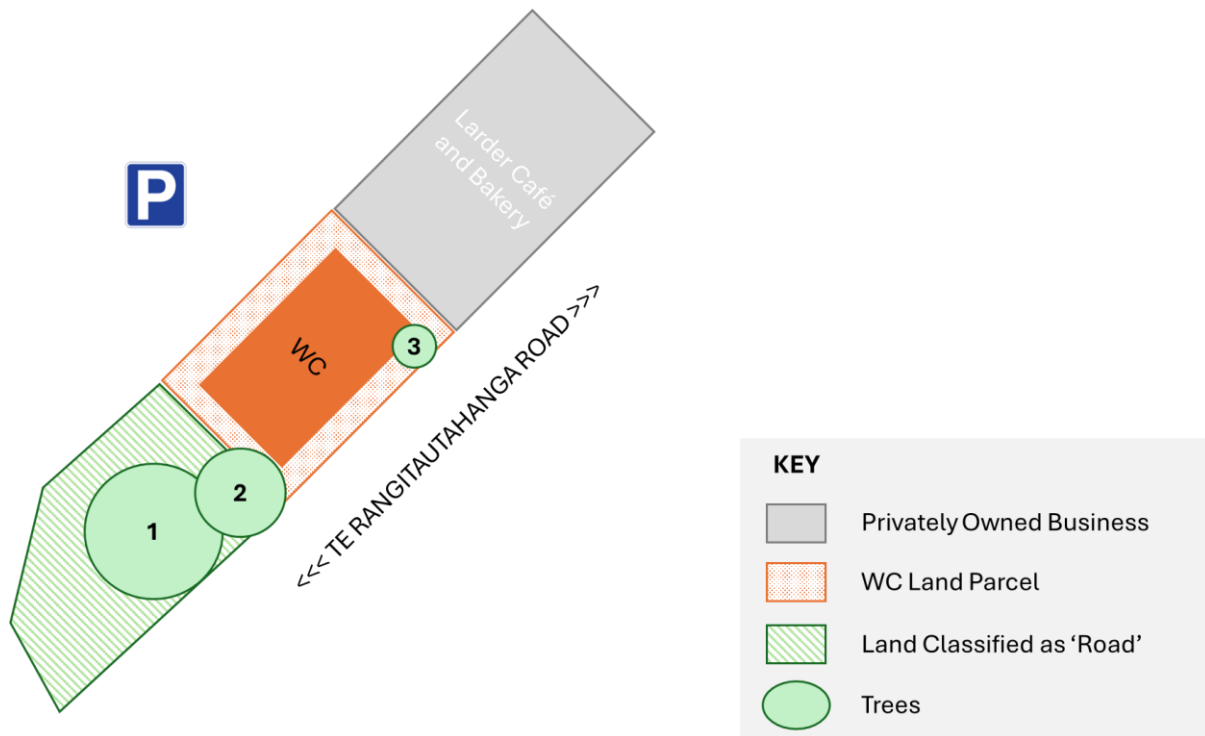 Larder Café
and Bakery
P
WC
3
<<< TE RANGITAUTAHANGA ROAD >>>
2
1
KEY
Privately Owned Business
WC Land Parcel
Land Classified as ‘Road’
Trees